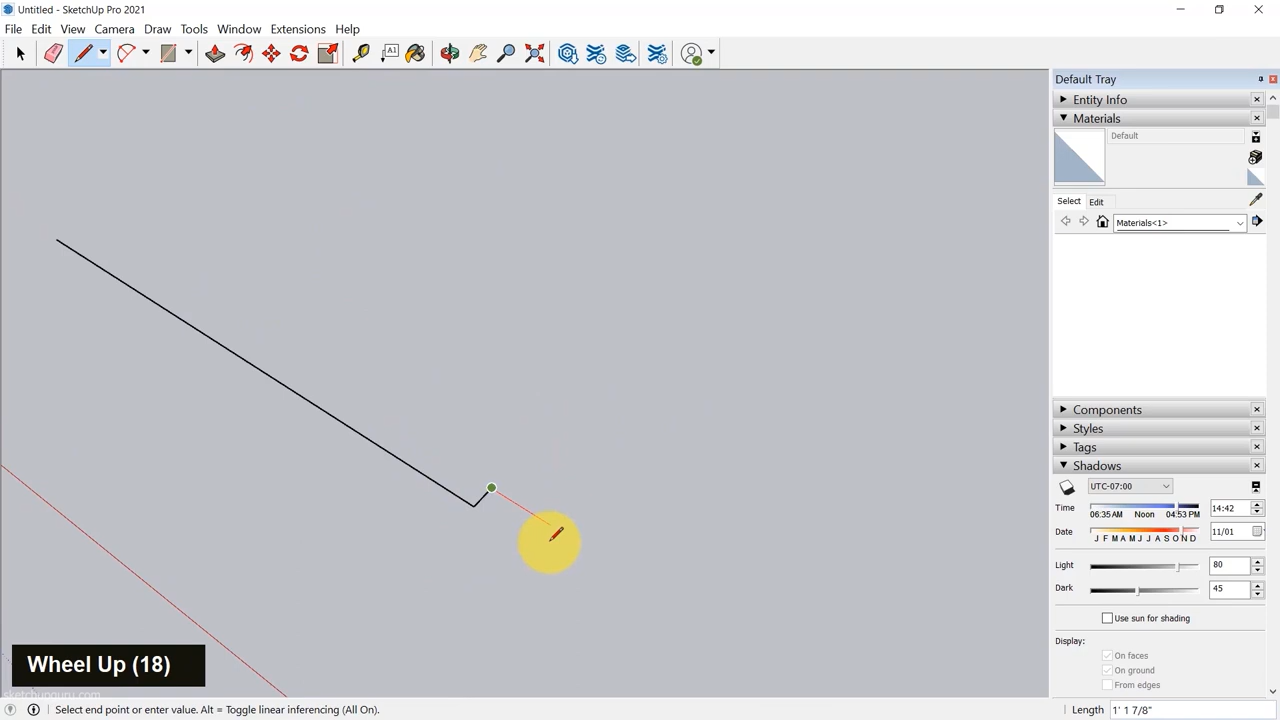 Untitled - SketchUp Pro 2021
File Edit View Camera Draw Tools Window Extensions Help
A1
Default Tray
Entity Info
Materials
Default
Select Edit
Materials<1>
Components
Styles
Tags
Shadows
UTC-07:00
Time 14:42
06:35 AM Noon 04:53 PM
Date 11/01
J F M A M J J A S O N D
Light 80
Dark 45
Use sun for shading
Display:
On faces
On ground
From edges
Wheel Up (18)
sketchupguru.com
Select end point or enter value. Alt = Toggle linear inferencing (All On).
Length 1' 1 7/8"